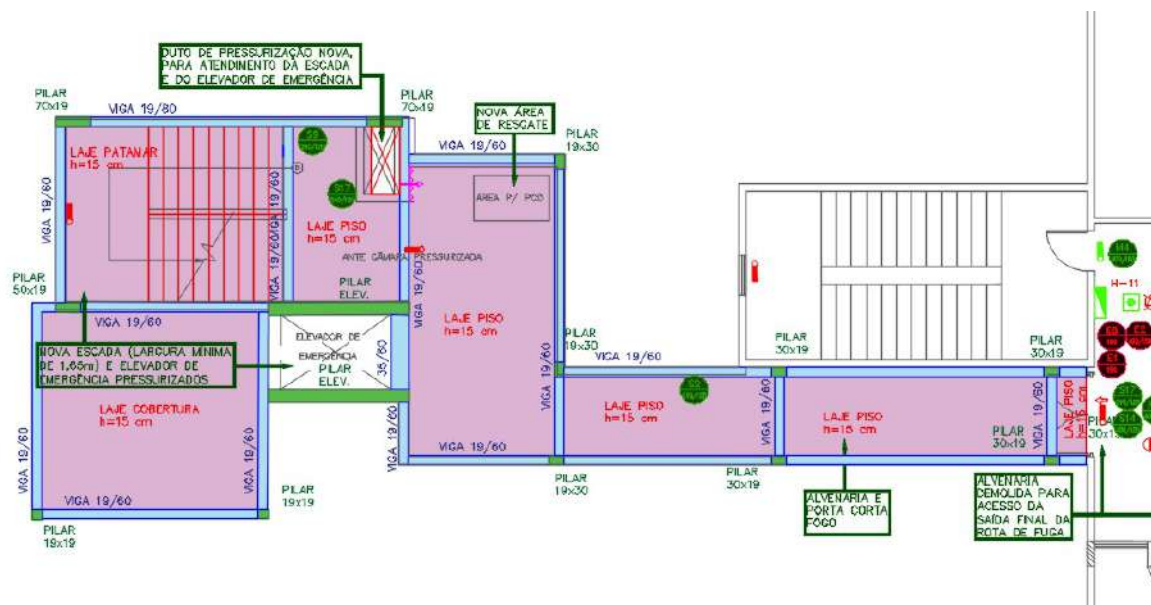 DUTO DE PRESSURIZAÇÃO NOVA,
PARA ATENDIMENTO DA ESCADA
E DO ELEVADOR DE EMERGÊNCIA
PILAR
70x19
VIGA 19/80
PILAR
70x19
NOVA ÁREA
DE RESGATE
PILAR
19x30
VIGA 19/60
LAJE PATAMAR
h=15 cm
VIGA 19/60
VIGA 19/60
VIGA 19/60
ÁREA P/ PCD
LAJE PISO
h=15 cm
ANTE CÂMARA PRESSURIZADA
PILAR
ELEV.
VIGA 19/60
VIGA 19/60
PILAR
50x19
VIGA 19/60
LAJE PISO
h=15 cm
ELEVADOR DE
EMERGÊNCIA
PILAR
ELEV.
35/60
NOVA ESCADA (LARGURA MÍNIMA
DE 1.65m) E ELEVADOR DE
EMERGÊNCIA PRESSURIZADOS
PILAR
19x30
VIGA 19/60
PILAR
30x19
PILAR
30x19
H-11
LAJE COBERTURA
h=15 cm
VIGA 19/60
VIGA 19/60
VIGA 19/60
VIGA 19/60
VIGA 19/60
LAJE PISO
h=15 cm
LAJE PISO
h=15 cm
LAJE PISO
h=15 cm
PILAR
30x19
PILAR
30x19
VIGA 19/60
PILAR
19x19
PILAR
19x19
PILAR
19x30
PILAR
30x19
ALVENARIA E
PORTA CORTA
FOGO
ALVENARIA
DEMOLIDA PARA
ACESSO DA
SAÍDA FINAL DA
ROTA DE FUGA